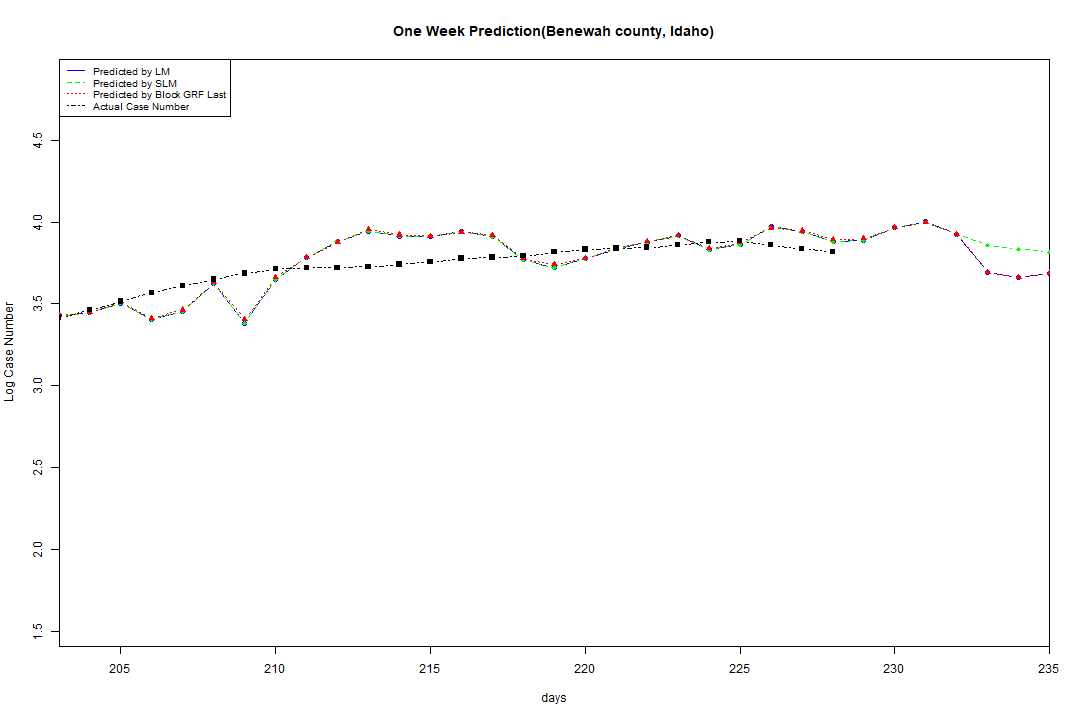 One Week Prediction(Benewah county, Idaho)
Predicted by LM
Predicted by SLM
Predicted by Block GRF Last
Actual Case Number
4.5
4.0
3.5
3.0
2.5
2.0
1.5
Log Case Number
205 210 215 220 225 230 235
days